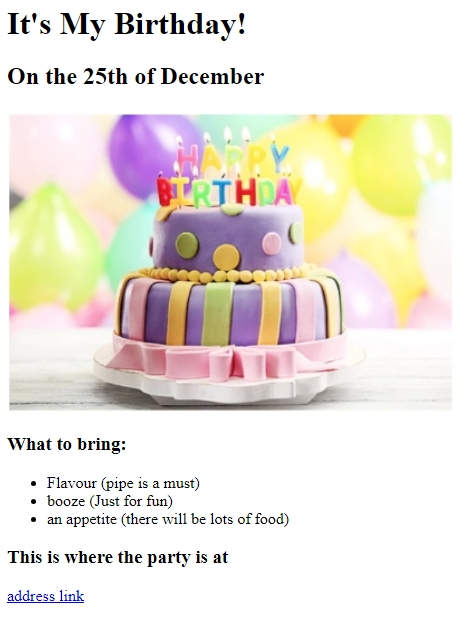 It's My Birthday!
On the 25th of December
HAPPY
BIRTHDAY
What to bring:
Flavour (pipe is a must)
booze (Just for fun)
an appetite (there will be lots of food)
This is where the party is at
address link